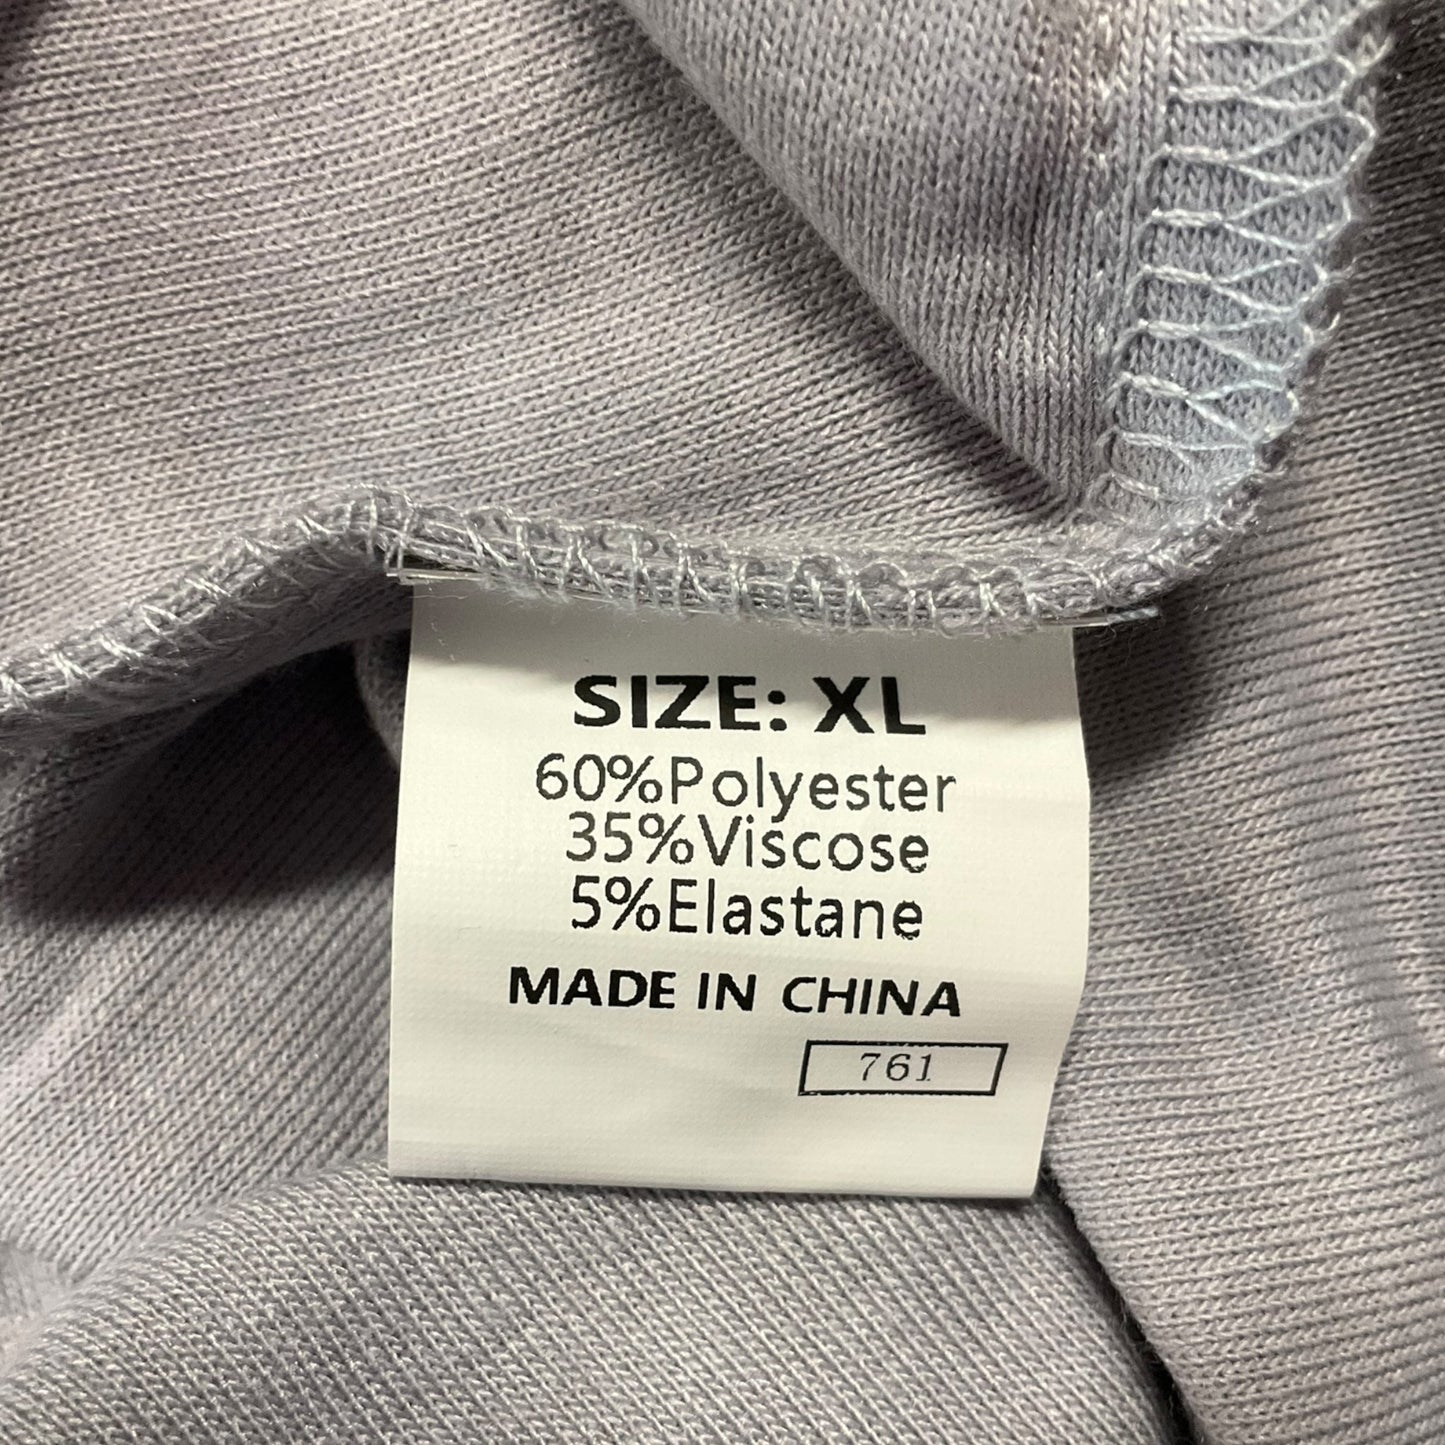 SIZE: XL
60%Polyester
35%Viscose
5%Elastane
MADE IN CHINA
761